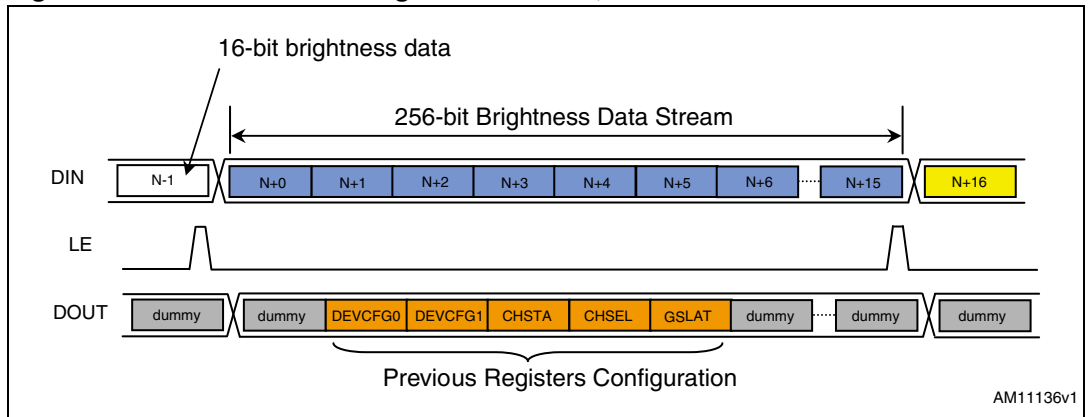 16-bit brightness data
256-bit Brightness Data Stream
DIN N-1 N+0 N+1 N+2 N+3 N+4 N+5 N+6 N+15 N+16
LE
DOUT dummy dummy DEVCFG0 DEVCFG1 CHSTA CHSEL GSLAT dummy dummy dummy
Previous Registers Configuration
AM11136v1